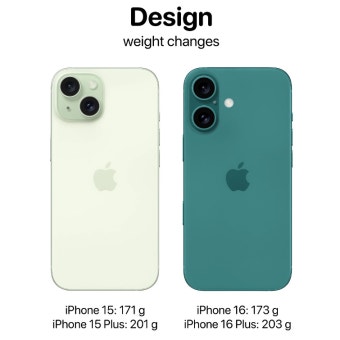 Design
weight changes
iPhone 15: 171 g
iPhone 15 Plus: 201 g
iPhone 16: 173 g
iPhone 16 Plus: 203 g